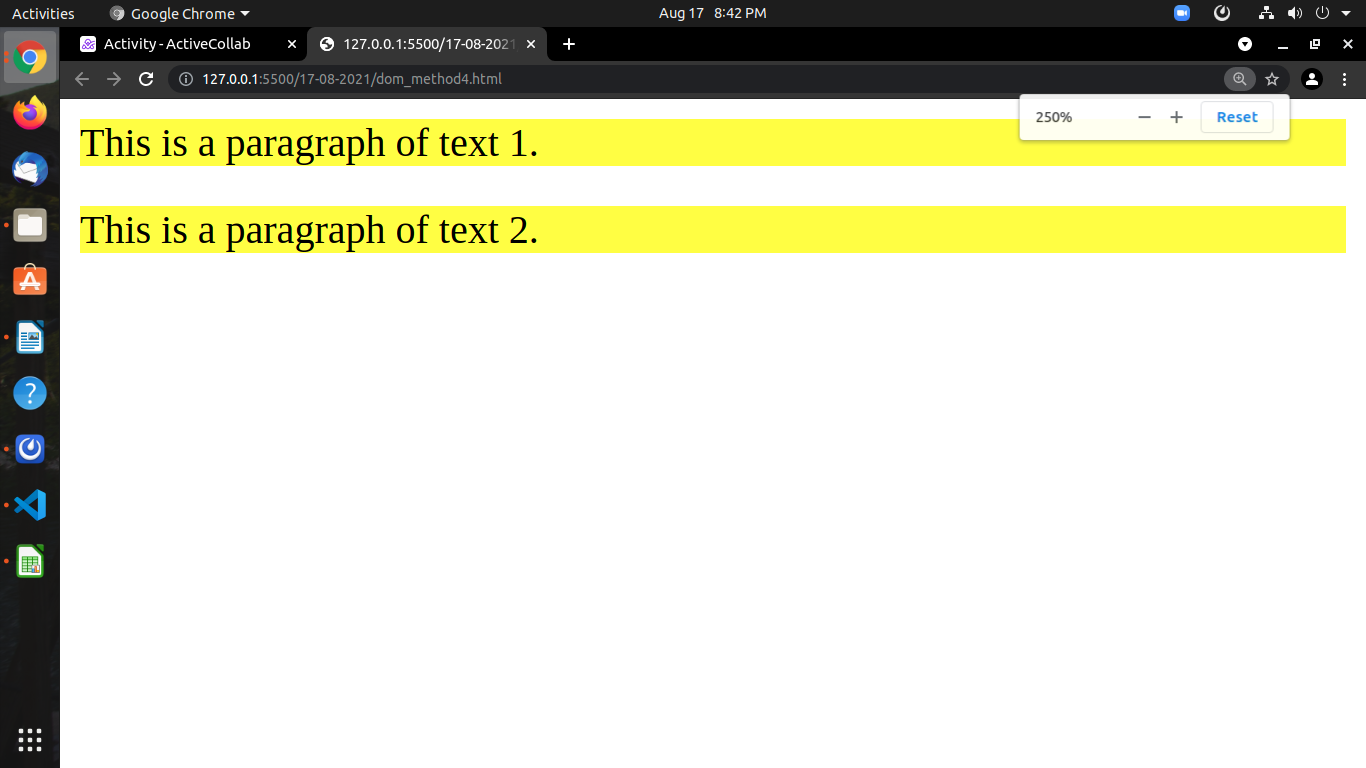 Activities Google Chrome Aug 17 8:42 PM
Activity - ActiveCollab 127.0.0.1:5500/17-08-2021
127.0.0.1:5500/17-08-2021/dom_method4.html
250% Reset
This is a paragraph of text 1.
This is a paragraph of text 2.